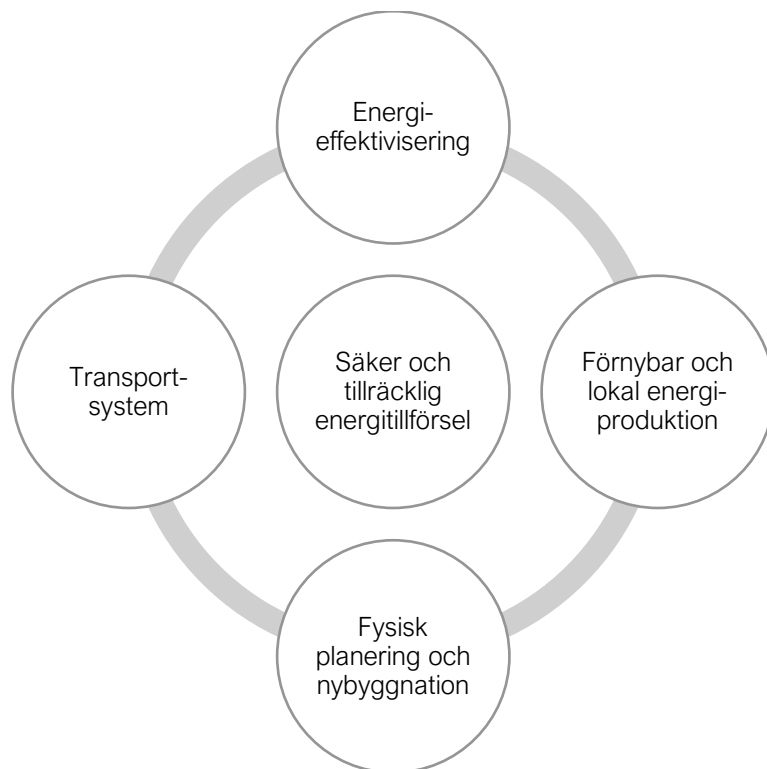 Energi-
effektivisering
Transport-
system
Säker och
tillräcklig
energitillförsel
Förnybar och
lokal energi-
produktion
Fysisk
planering och
nybyggnation